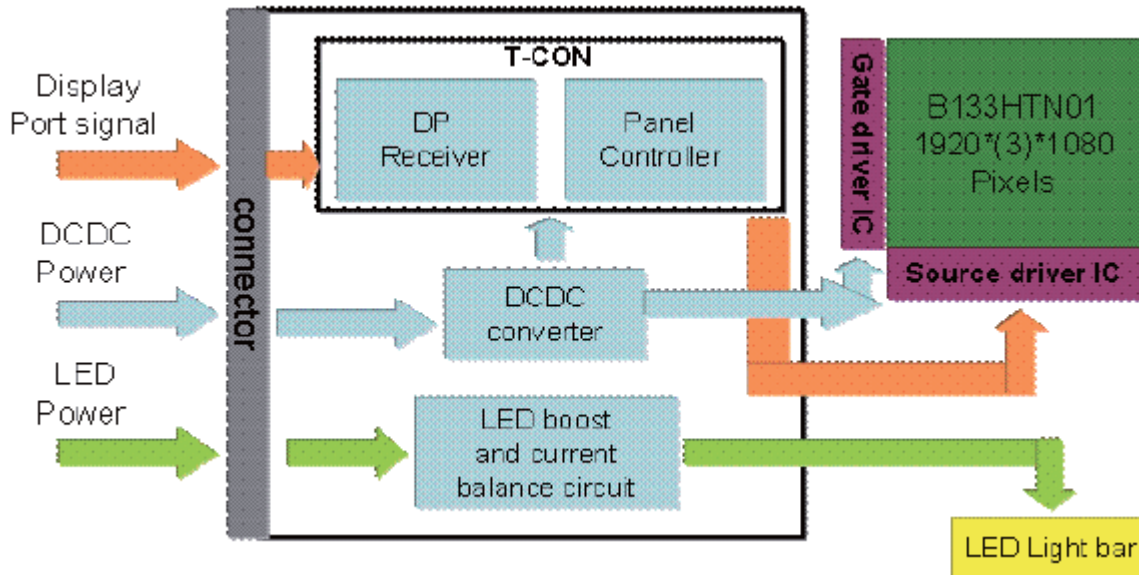 T-CON
Display
Port signal
DP
Receiver
Panel
Controller
Gate driver IC
B133HTN01
1920*(3)*1080
Pixels
connector
DCDC
Power
DCDC
converter
Source driver IC
LED
Power
LED boost
and current
balance circuit
LED Light bar